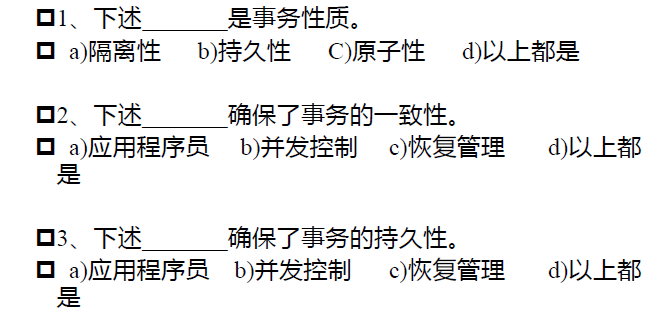 1、下述_______是事务性质。
a)隔离性 b)持久性 C)原子性 d)以上都是
2、下述_______确保了事务的一致性。
a)应用程序员 b)并发控制 c)恢复管理 d)以上都
是
3、下述_______确保了事务的持久性。
a)应用程序员 b)并发控制 c)恢复管理 d)以上都
是